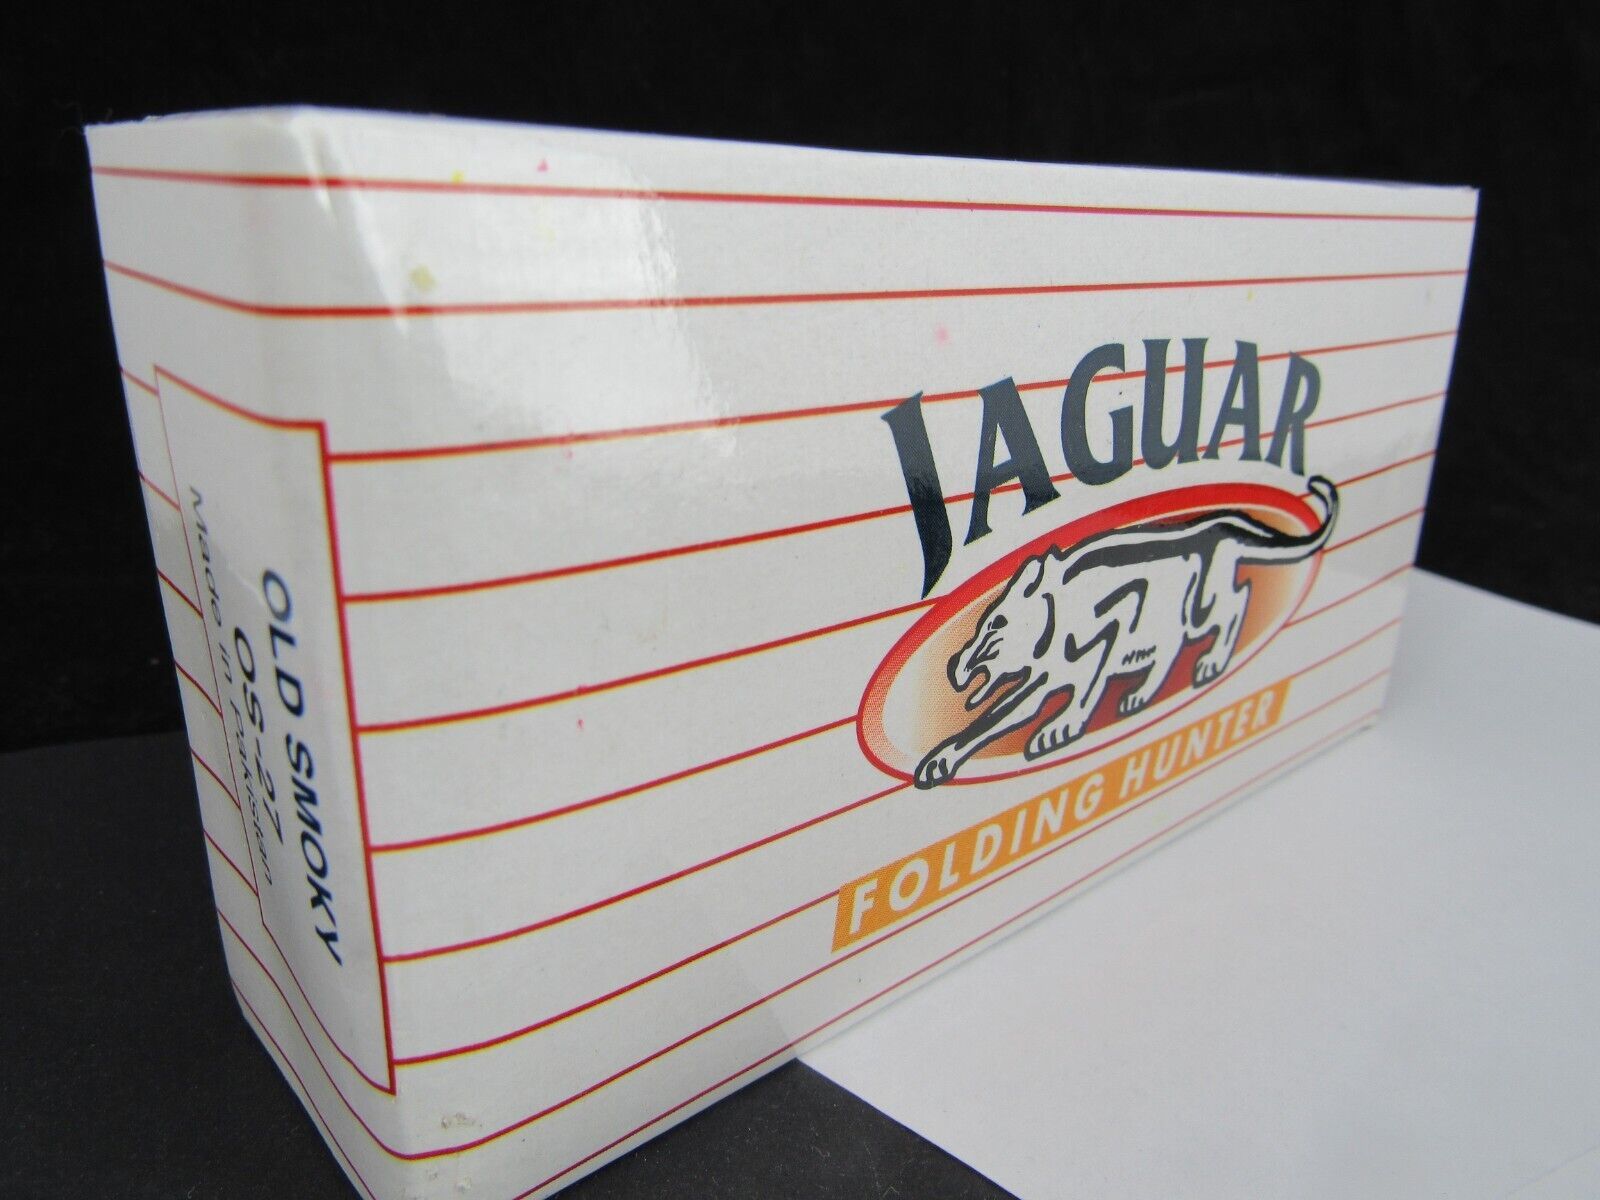 JAGUAR
FOLDING HUNTER
OLD SMOKY
OS-27
Made in Pakistan